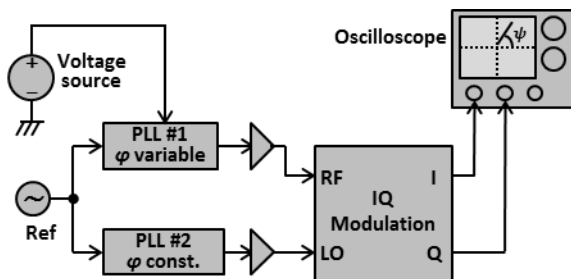 Voltage
source
+
−
Oscilloscope
ψ
PLL #1
φ variable
Ref
~
PLL #2
φ const.
RF
I
IQ
Modulation
LO
Q